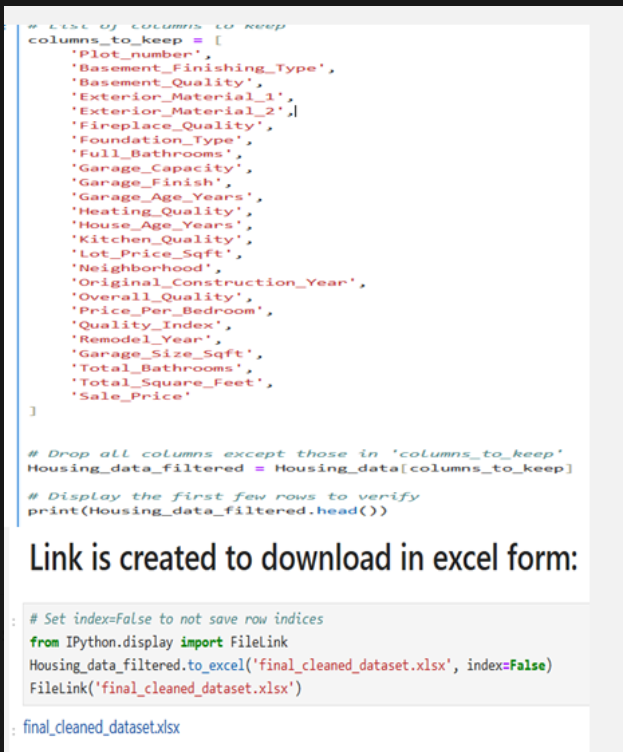 # List of columns to keep
columns_to_keep = [
'Plot_number',
'Basement_Finishing_Type',
'Basement_Quality',
'Exterior_Material_1',
'Exterior_Material_2',
'Fireplace_Quality',
'Foundation_Type',
'Full_Bathrooms',
'Garage_Capacity',
'Garage_Finish',
'Garage_Age_Years',
'Heating_Quality',
'House_Age_Years',
'Kitchen_Quality',
'Lot_Price_Sqft',
'Neighborhood',
'Original_Construction_Year',
'Overall_Quality',
'Price_Per_Bedroom',
'Quality_Index',
'Remodel_Year',
'Garage_Size_Sqft',
'Total_Bathrooms',
'Total_Square_Feet',
'Sale_Price'
]
# Drop all columns except those in 'columns_to_keep'
Housing_data_filtered = Housing_data[columns_to_keep]
# Display the first few rows to verify
print(Housing_data_filtered.head())
Link is created to download in excel form:
# Set index=False to not save row indices
from IPython.display import FileLink
Housing_data_filtered.to_excel('final_cleaned_dataset.xlsx', index=False)
FileLink('final_cleaned_dataset.xlsx')
final_cleaned_dataset.xlsx